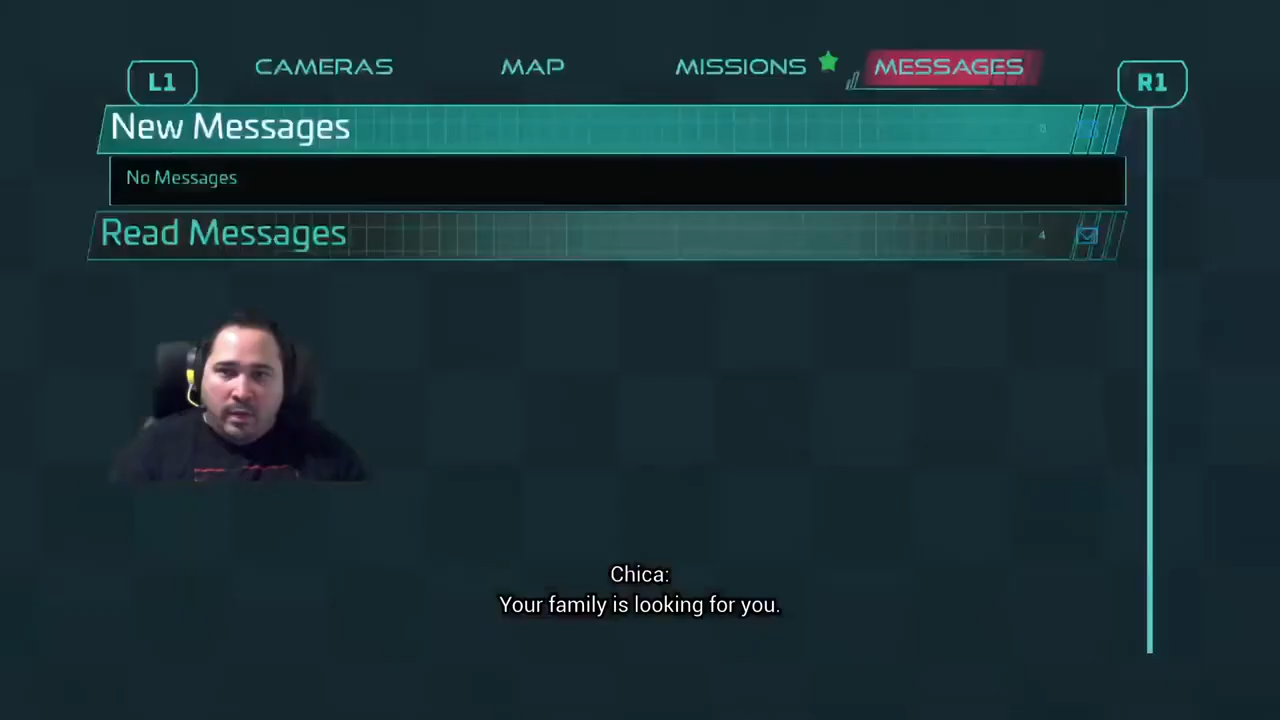 L1
CAMERAS
MAP
MISSIONS
MESSAGES
R1
New Messages
No Messages
Read Messages
4
Chica:
Your family is looking for you.